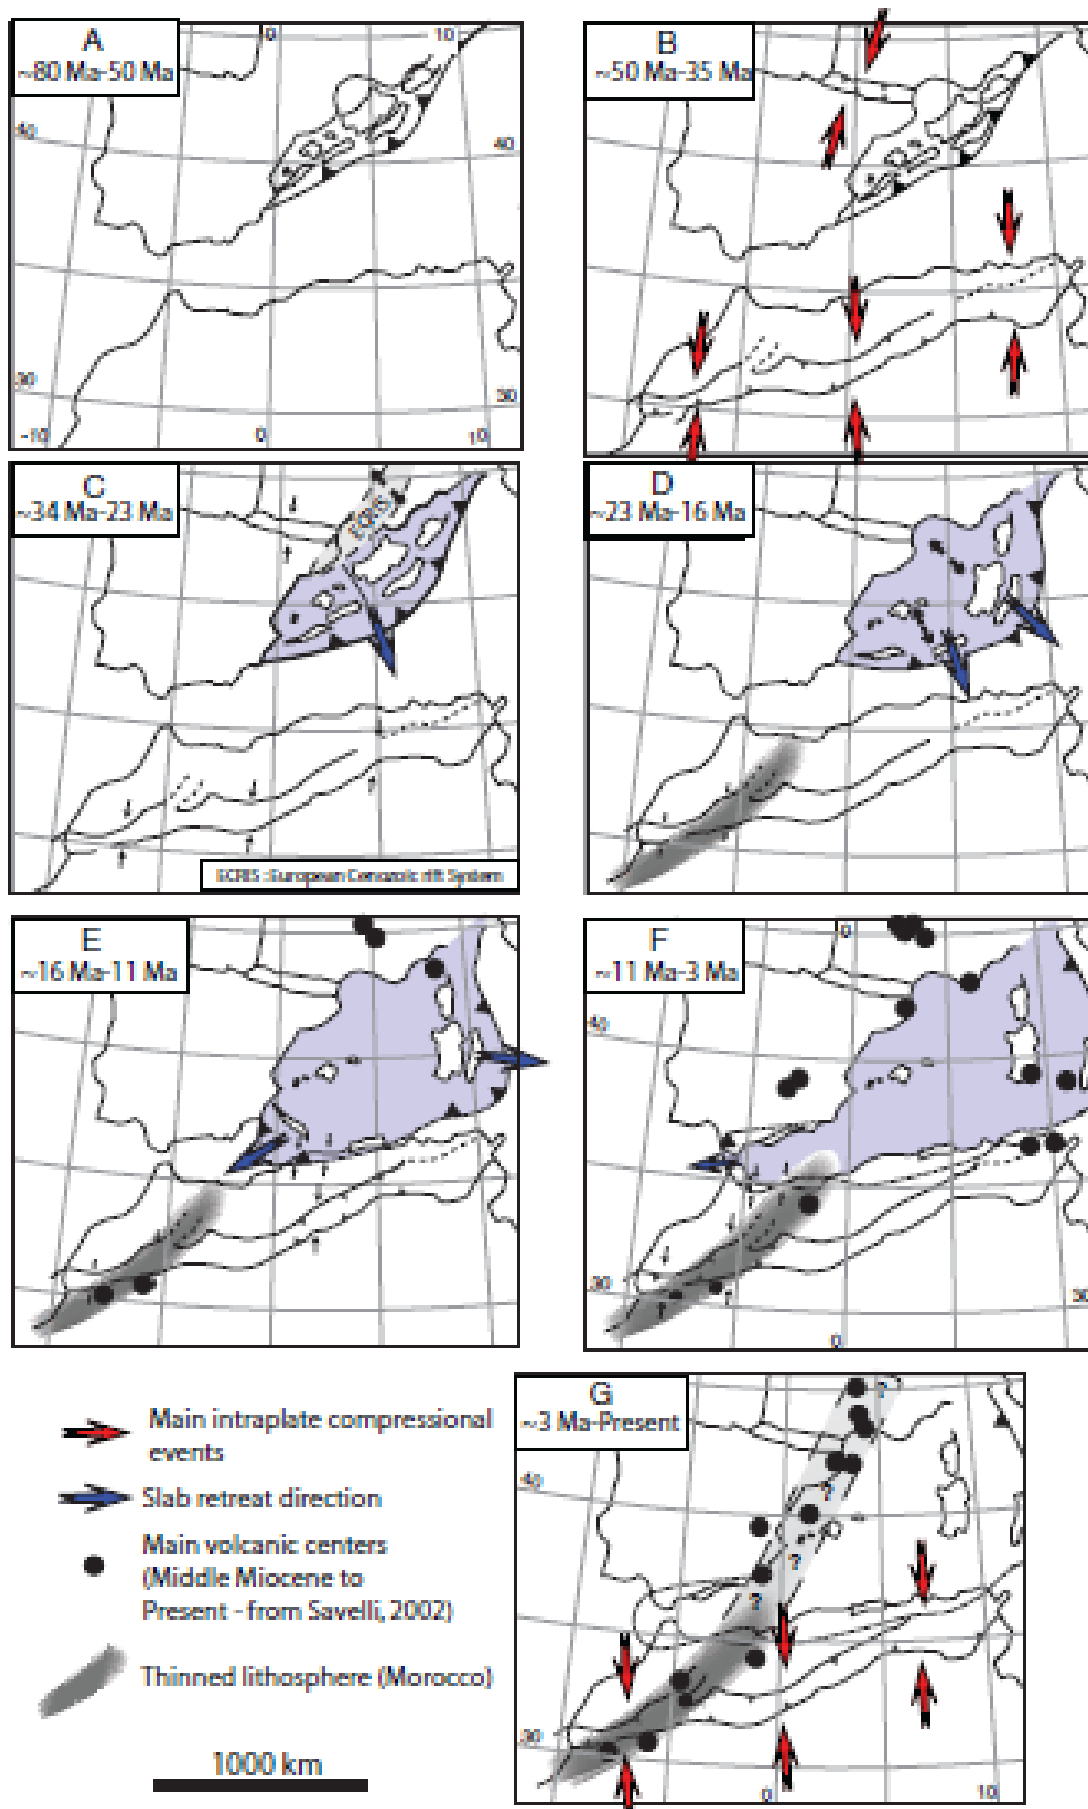 A
~80 Ma-50 Ma
0
10
40
40
30
30
-10
0
10
B
~50 Ma-35 Ma
C
~34 Ma-23 Ma
ECRIS
ECRIS : European Cenozoic rift System
D
~23 Ma-16 Ma
E
~16 Ma-11 Ma
F
~11 Ma-3 Ma
0
40
30
30
0
G
~3 Ma-Present
?
?
?
?
40
30
0
10
Main intraplate compressional
events
Slab retreat direction
Main volcanic centers
(Middle Miocene to
Present - from Savelli, 2002)
Thinned lithosphere (Morocco)
1000 km